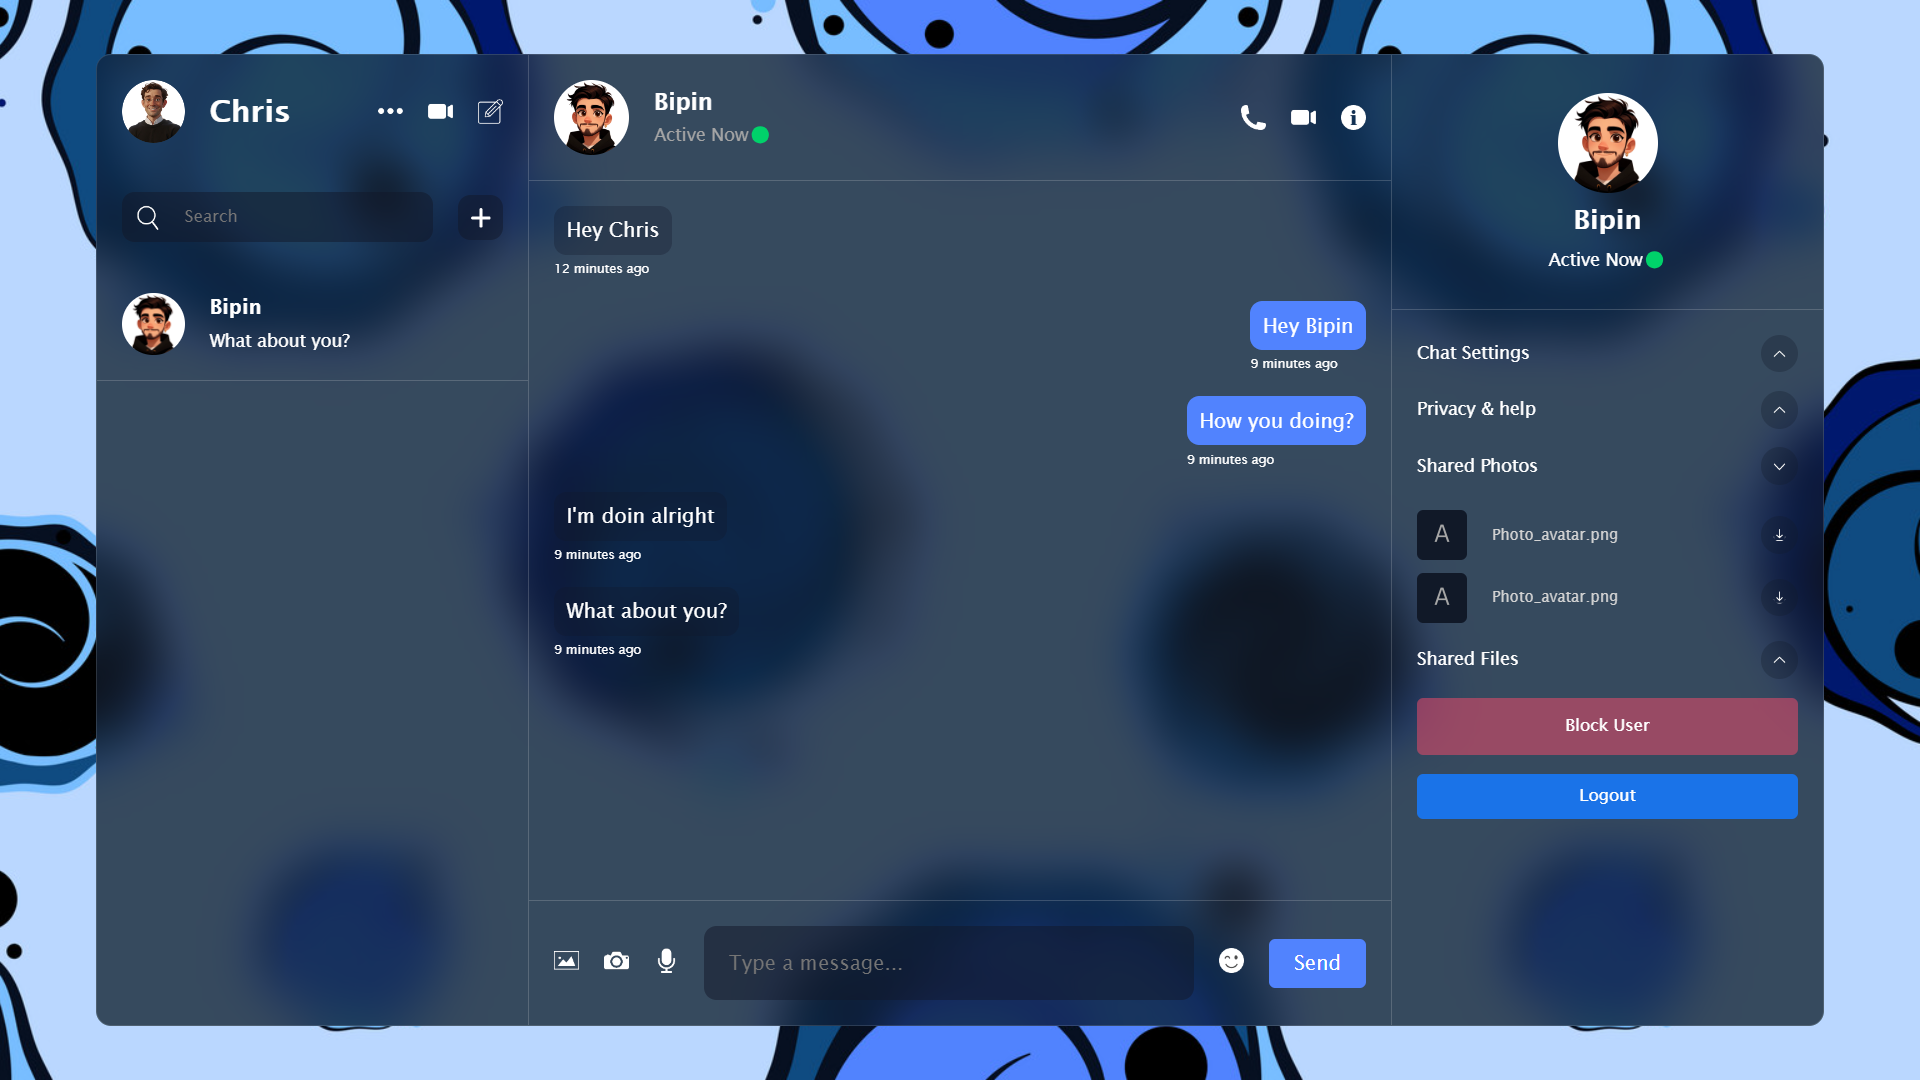 Chris
Search
Bipin
What about you?
Bipin
Active Now
Hey Chris
12 minutes ago
Hey Bipin
9 minutes ago
How you doing?
9 minutes ago
I'm doin alright
9 minutes ago
What about you?
9 minutes ago
Type a message...
Send
Bipin
Active Now
Chat Settings
Privacy & help
Shared Photos
A
Photo_avatar.png
A
Photo_avatar.png
Shared Files
Block User
Logout